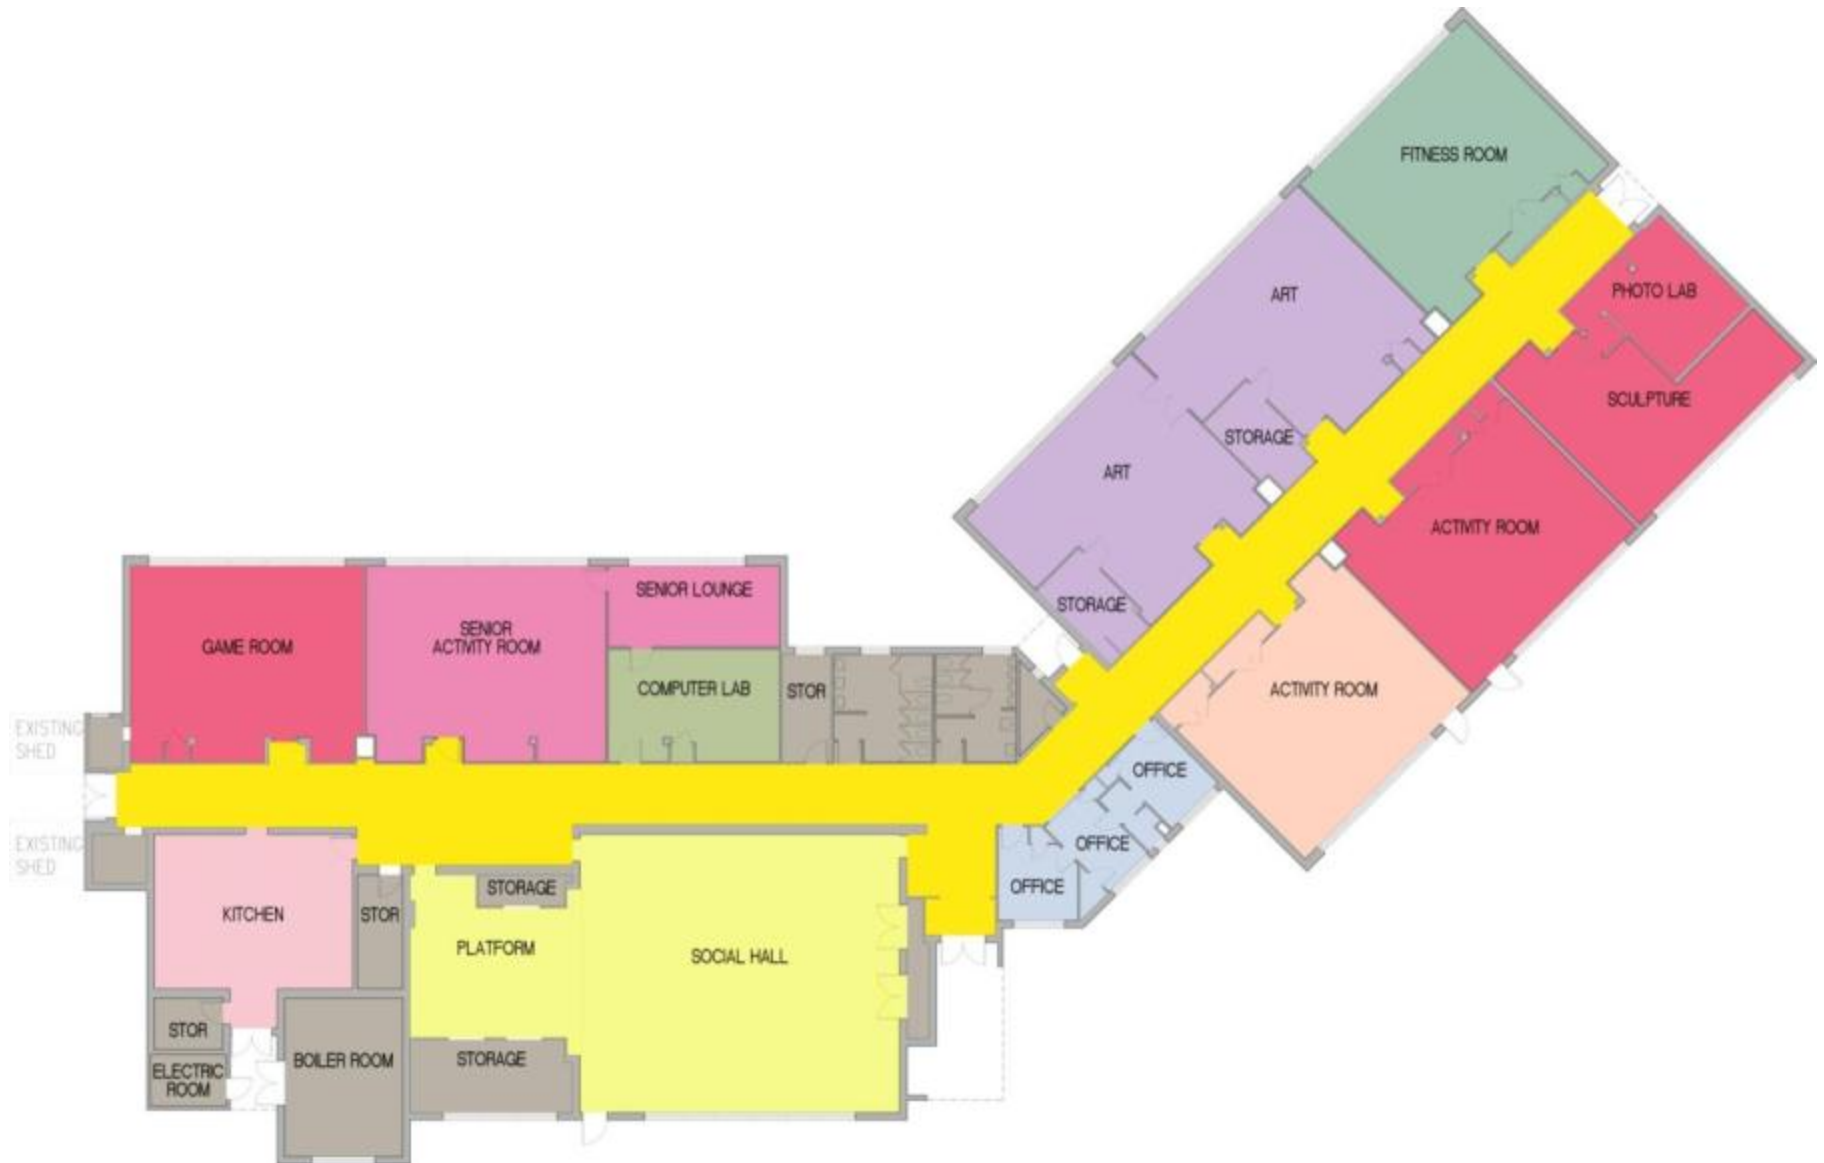 FITNESS ROOM
ART
PHOTO LAB
SCULPTURE
STORAGE
ART
ACTIVITY ROOM
STORAGE
ACTIVITY ROOM
SENIOR LOUNGE
GAME ROOM
SENIOR
ACTIVITY ROOM
COMPUTER LAB
STOR
EXISTING
SHED
OFFICE
OFFICE
OFFICE
EXISTING
SHED
KITCHEN
STOR
STORAGE
PLATFORM
SOCIAL HALL
STOR
BOILER ROOM
STORAGE
ELECTRIC
ROOM